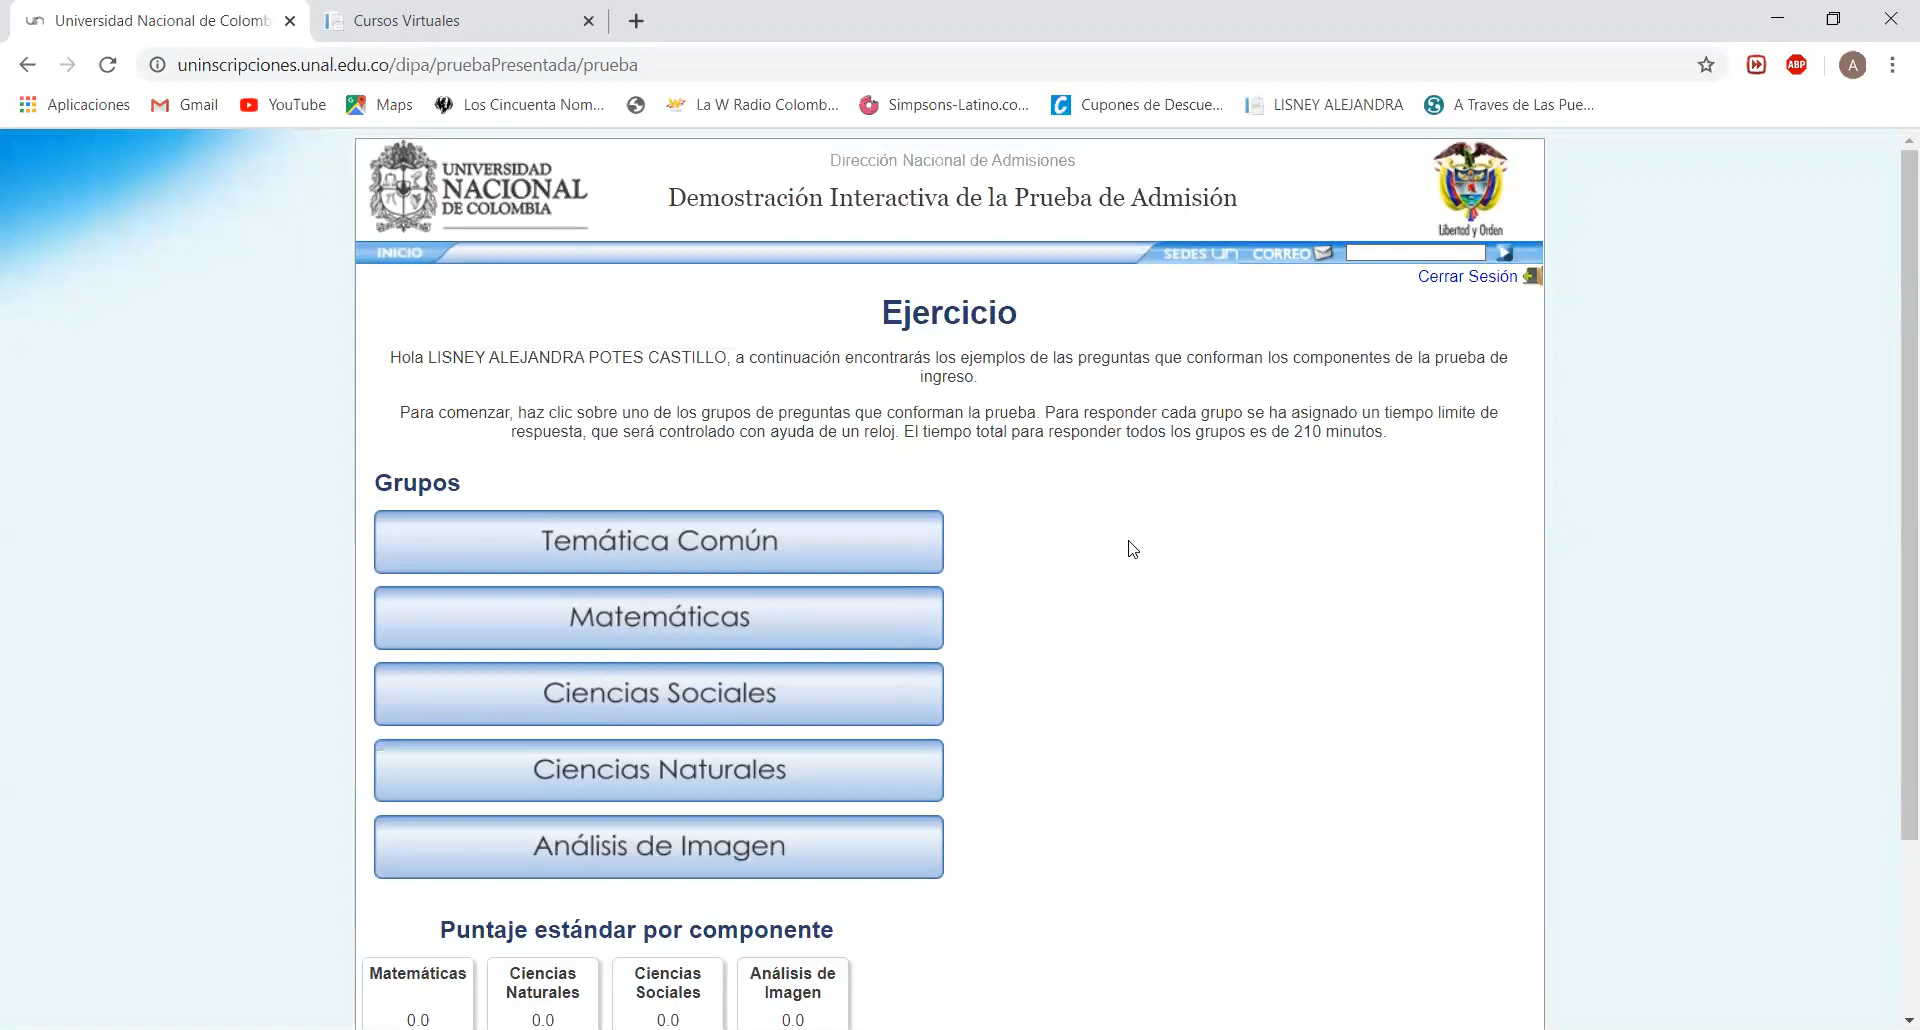 Universidad Nacional de Colomb
Cursos Virtuales
uninscripciones.unal.edu.co/dipa/pruebaPresentada/prueba
ABP
A
Aplicaciones
Gmail
YouTube
Maps
Los Cincuenta Nom...
La W Radio Colomb...
Simpsons-Latino.co...
Cupones de Descue...
LISNEY ALEJANDRA
A Traves de Las Pue...
UNIVERSIDAD
NACIONAL
DE COLOMBIA
Dirección Nacional de Admisiones
Demostración Interactiva de la Prueba de Admisión
Libertad y Orden
INICIO
SEDES un
CORREO
Cerrar Sesión
Ejercicio
Hola LISNEY ALEJANDRA POTES CASTILLO, a continuación encontrarás los ejemplos de las preguntas que conforman los componentes de la prueba de
ingreso.
Para comenzar, haz clic sobre uno de los grupos de preguntas que conforman la prueba. Para responder cada grupo se ha asignado un tiempo limite de
respuesta, que será controlado con ayuda de un reloj. El tiempo total para responder todos los grupos es de 210 minutos.
Grupos
Temática Común
Matemáticas
Ciencias Sociales
Ciencias Naturales
Análisis de Imagen
Puntaje estándar por componente
Matemáticas
0.0
Ciencias
Naturales
0.0
Ciencias
Sociales
0.0
Análisis de
Imagen
0.0